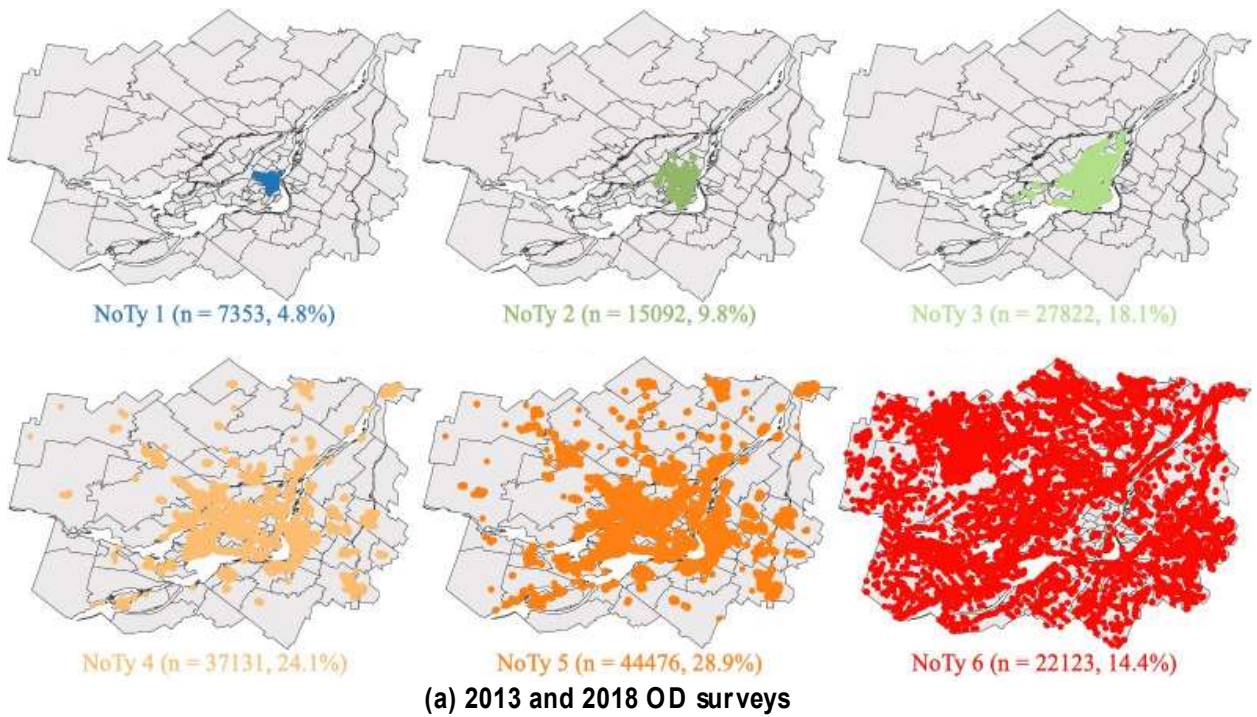 NoTy 1 (n = 7353, 4.8%)
NoTy 2 (n = 15092, 9.8%)
NoTy 3 (n = 27822, 18.1%)
NoTy 4 (n = 37131, 24.1%)
NoTy 5 (n = 44476, 28.9%)
NoTy 6 (n = 22123, 14.4%)
(a) 2013 and 2018 OD surveys